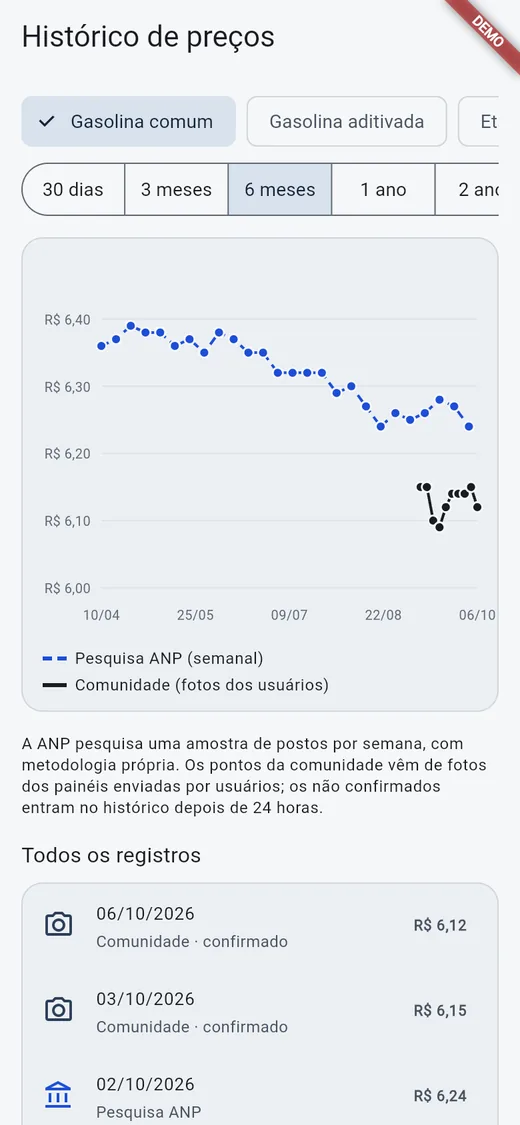 DEMO
Histórico de preços
Gasolina comum
Gasolina aditivada
Et
30 dias
3 meses
6 meses
1 ano
2 ano
R$ 6,40
R$ 6,30
R$ 6,20
R$ 6,10
R$ 6,00
10/04
25/05
09/07
22/08
06/10
Pesquisa ANP (semanal)
Comunidade (fotos dos usuários)
A ANP pesquisa uma amostra de postos por semana, com
metodologia própria. Os pontos da comunidade vêm de fotos
dos painéis enviadas por usuários; os não confirmados
entram no histórico depois de 24 horas.
Todos os registros
06/10/2026
Comunidade · confirmado
R$ 6,12
03/10/2026
Comunidade · confirmado
R$ 6,15
02/10/2026
Pesquisa ANP
R$ 6,24